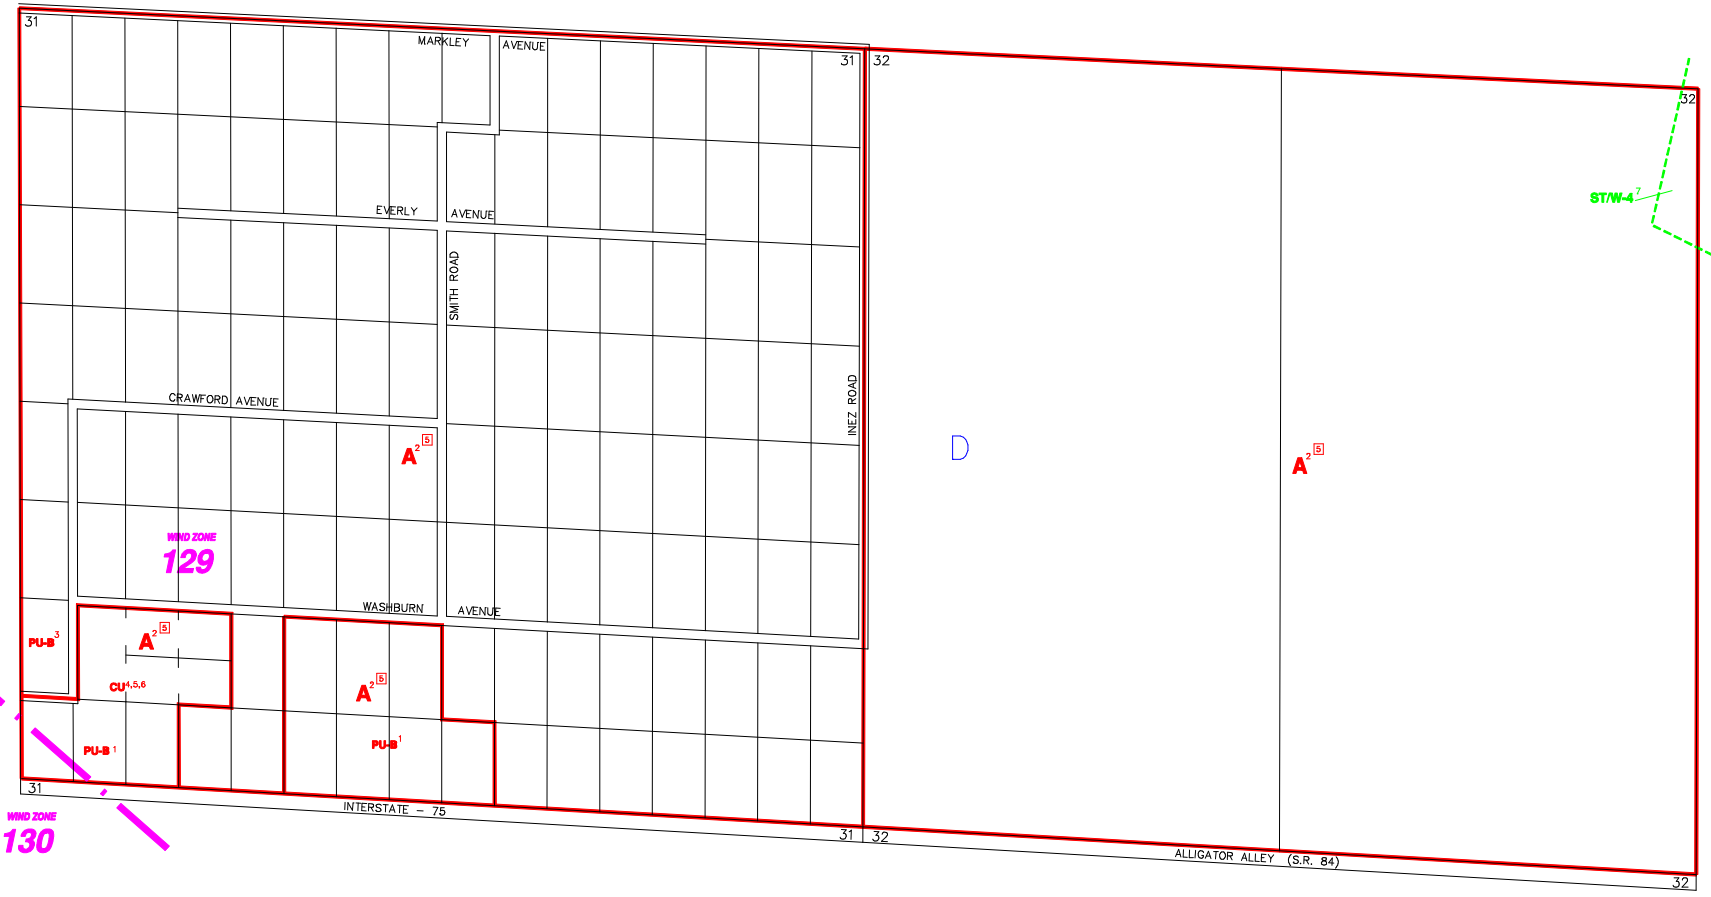 31
MARKLEY AVENUE
31 32
32
ST/W-4 7
EVERLY AVENUE
SMITH ROAD
INEZ ROAD
CRAWFORD AVENUE
A2 5
D
A2 5
WIND ZONE
129
WASHBURN AVENUE
PU-B3
A2 5
CU4,5,6
A2 5
PU-B1
PU-B1
31
INTERSTATE - 75
WIND ZONE
130
31 32
ALLIGATOR ALLEY (S.R. 84)
32